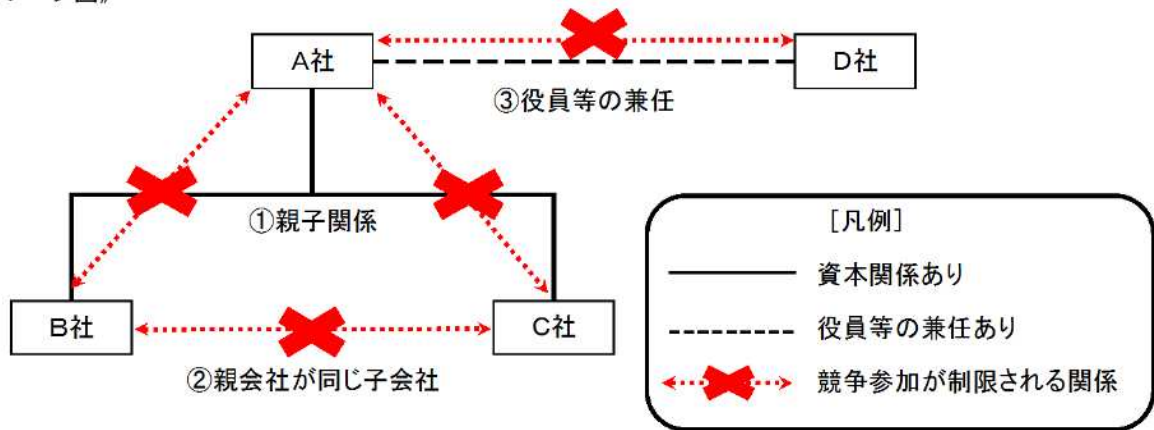 A社
D社
③役員等の兼任
①親子関係
B社
C社
②親会社が同じ子会社
[凡例]
資本関係あり
役員等の兼任あり
競争参加が制限される関係